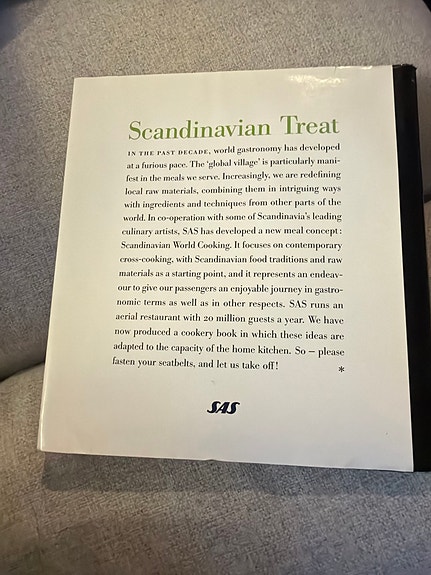 Scandinavian Treat
IN THE PAST DECADE, world gastronomy has developed
at a furious pace. The 'global village' is particularly mani-
fest in the meals we serve. Increasingly, we are redefining
local raw materials, combining them in intriguing ways
with ingredients and techniques from other parts of the
world. In co-operation with some of Scandinavia's leading
culinary artists, SAS has developed a new meal concept:
Scandinavian World Cooking. It focuses on contemporary
cross-cooking, with Scandinavian food traditions and raw
materials as a starting point, and it represents an endeav-
our to give our passengers an enjoyable journey in gastro-
nomic terms as well as in other respects. SAS runs an
aerial restaurant with 20 million guests a year. We have
now produced a cookery book in which these ideas are
adapted to the capacity of the home kitchen. So – please
fasten your seatbelts, and let us take off! *
SAS